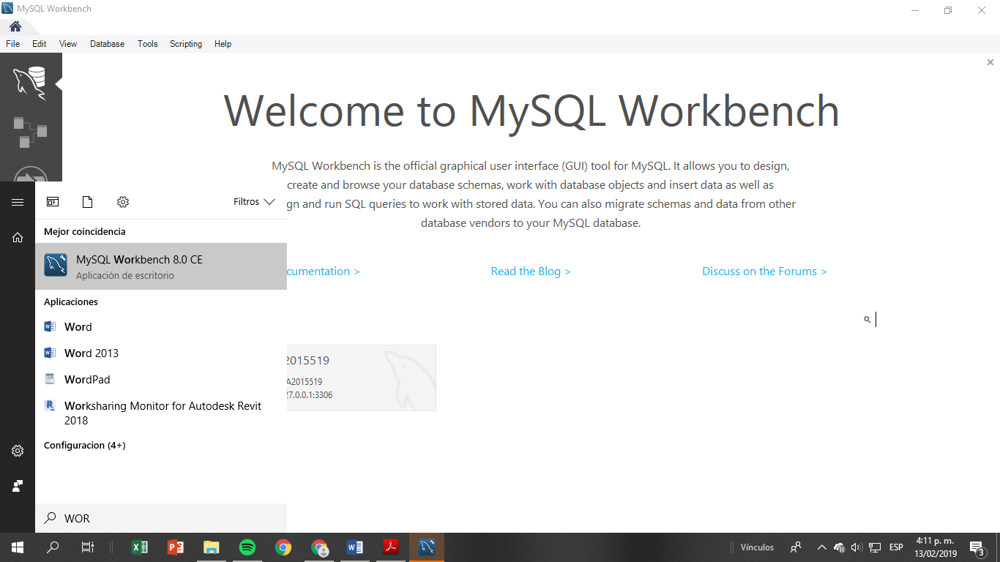 MySQL Workbench
File Edit View Database Tools Scripting Help
Welcome to MySQL Workbench
MySQL Workbench is the official graphical user interface (GUI) tool for MySQL. It allows you to design,
create and browse your database schemas, work with database objects and insert data as well as
gn and run SQL queries to work with stored data. You can also migrate schemas and data from other
database vendors to your MySQL database.
cumentation > Read the Blog > Discuss on the Forums >
2015519
A2015519
27.0.0.1:3306
Filtros
Mejor coincidencia
MySQL Workbench 8.0 CE
Aplicación de escritorio
Aplicaciones
Word
Word 2013
WordPad
Worksharing Monitor for Autodesk Revit
2018
Configuracion (4+)
WOR
Vínculos ESP 4:11 p. m.
13/02/2019 3